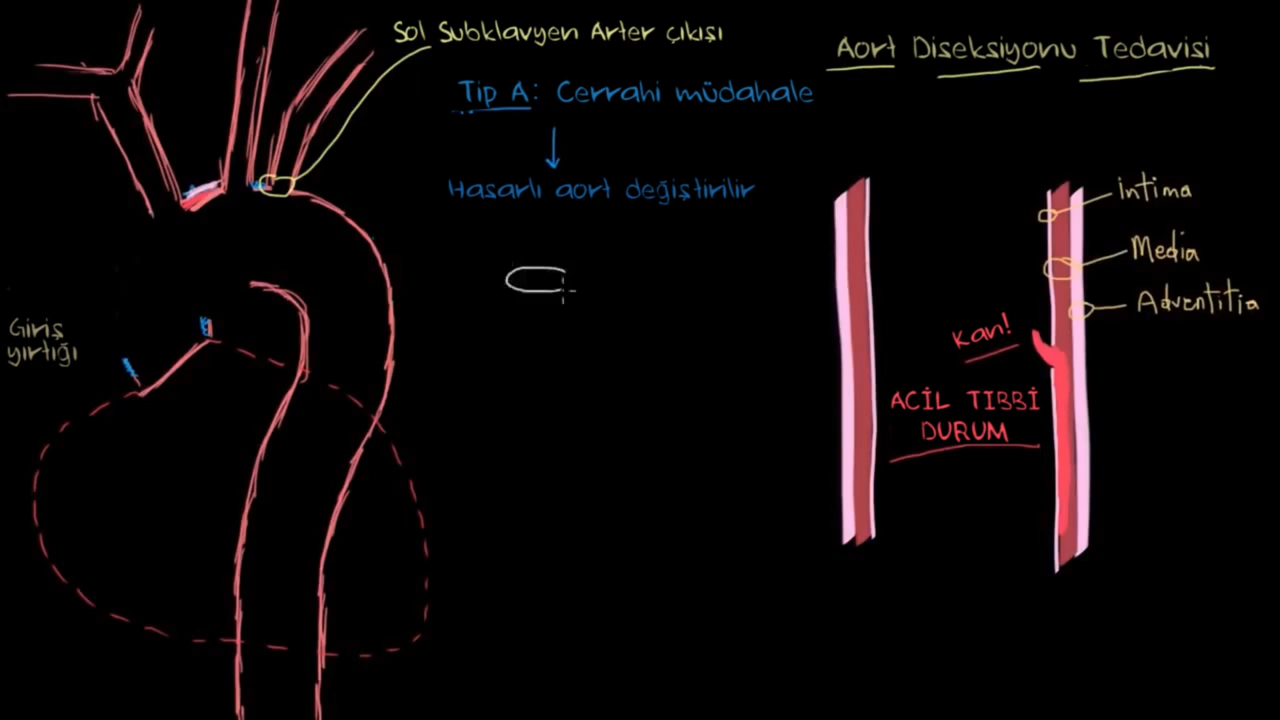 Sol Subklavyen Arter çıkışı
Aort Diseksiyonu Tedavisi
Tip A: Cerrahi müdahale
Hasarlı aort değiştirilir
İntima
Media
Adventitia
Giriş
yırtığı
Kan!
ACİL TIBBİ
DURUM